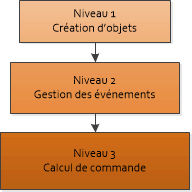 Niveau 1
Création d'objets
Niveau 2
Gestion des événements
Niveau 3
Calcul de commande